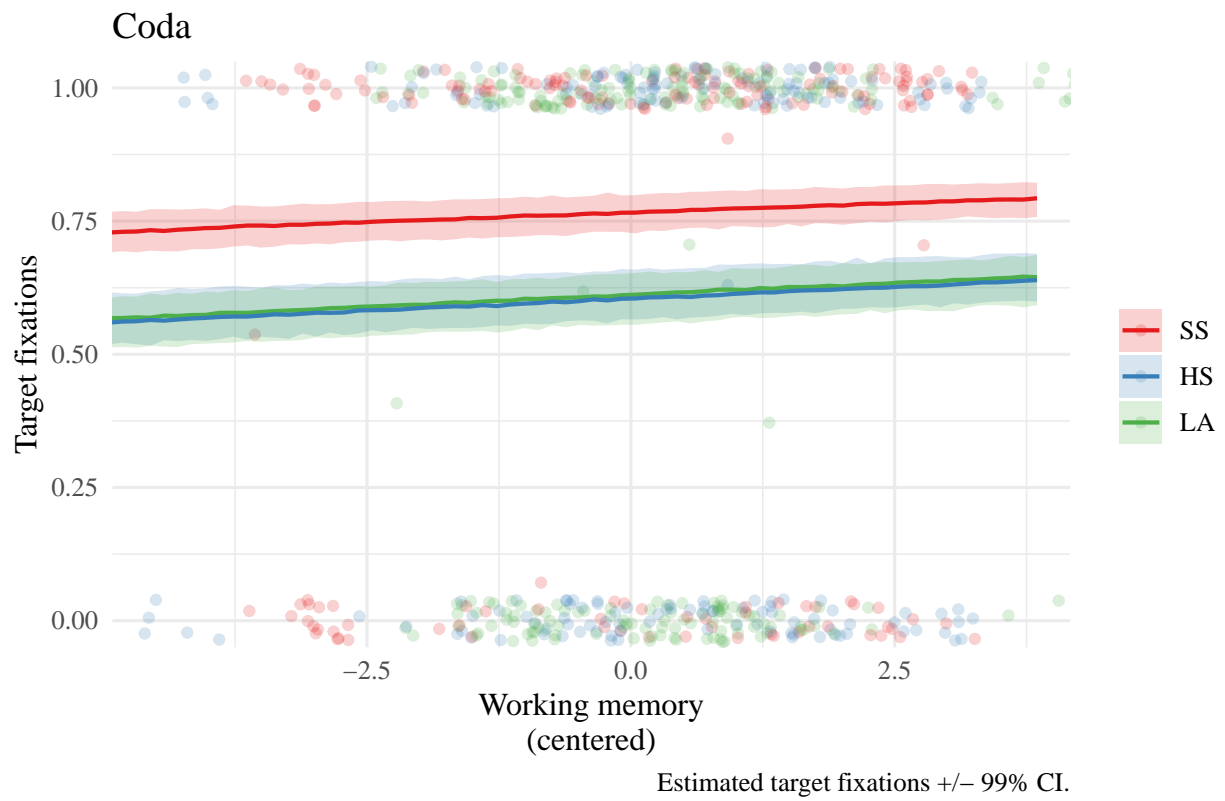 Coda
Target fixations
1.00
0.75
0.50
0.25
0.00
−2.5
0.0
2.5
Working memory
(centered)
SS
HS
LA
Estimated target fixations +/− 99% CI.